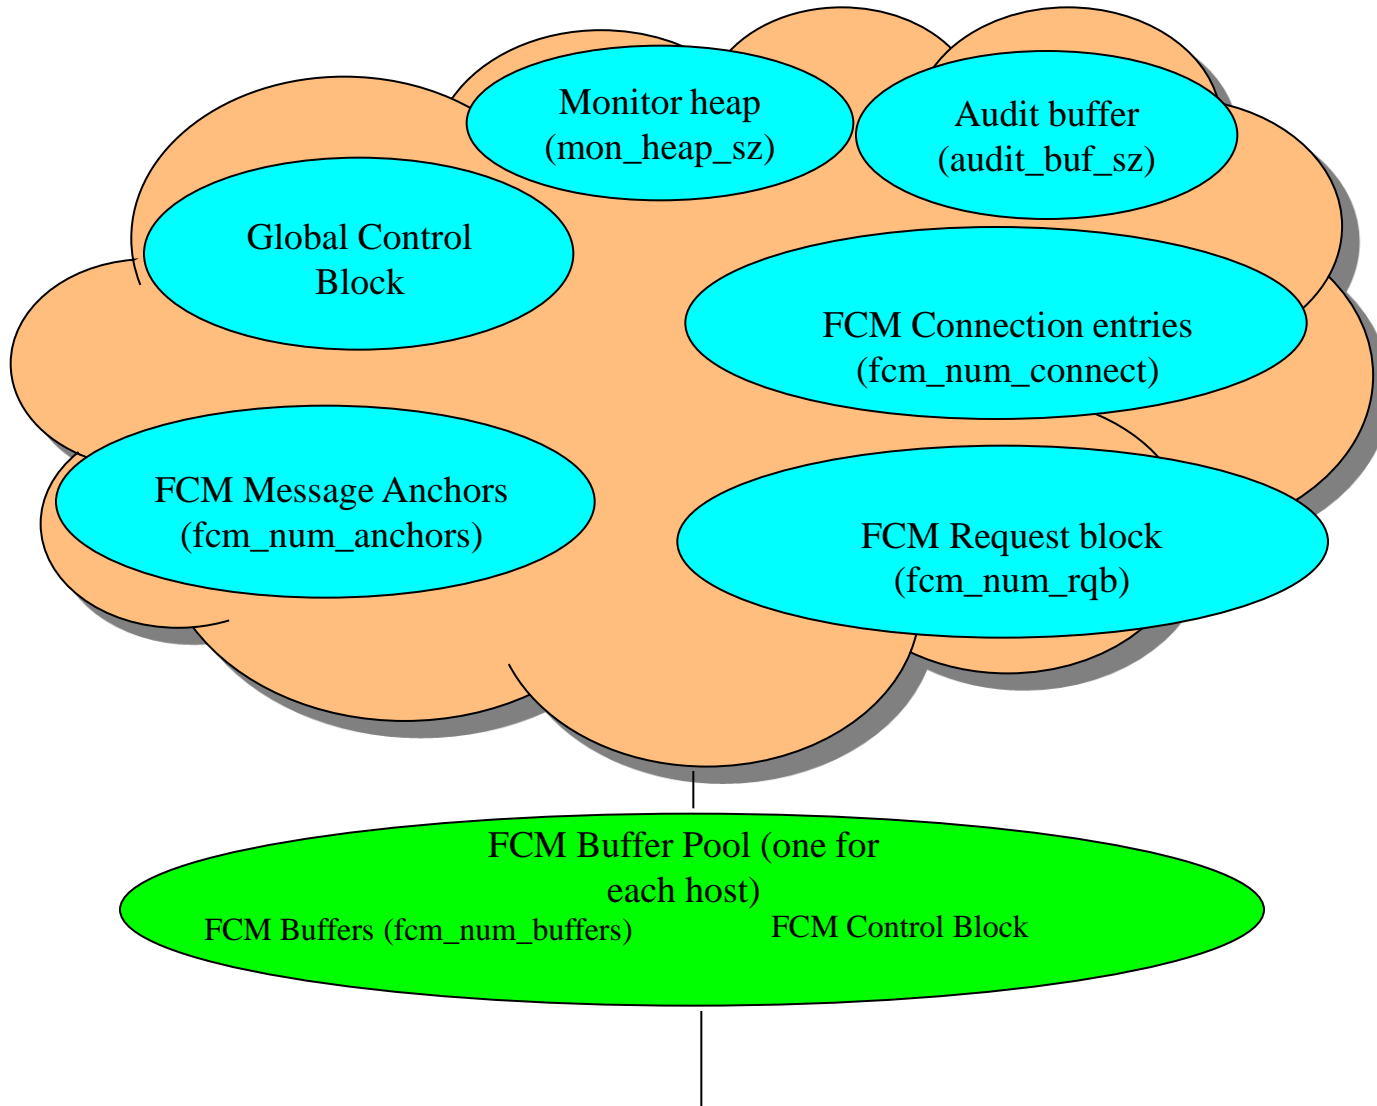 Monitor heap
(mon_heap_sz)
Audit buffer
(audit_buf_sz)
Global Control
Block
FCM Connection entries
(fcm_num_connect)
FCM Message Anchors
(fcm_num_anchors)
FCM Request block
(fcm_num_rqb)
FCM Buffer Pool (one for
each host)
FCM Buffers (fcm_num_buffers)
FCM Control Block